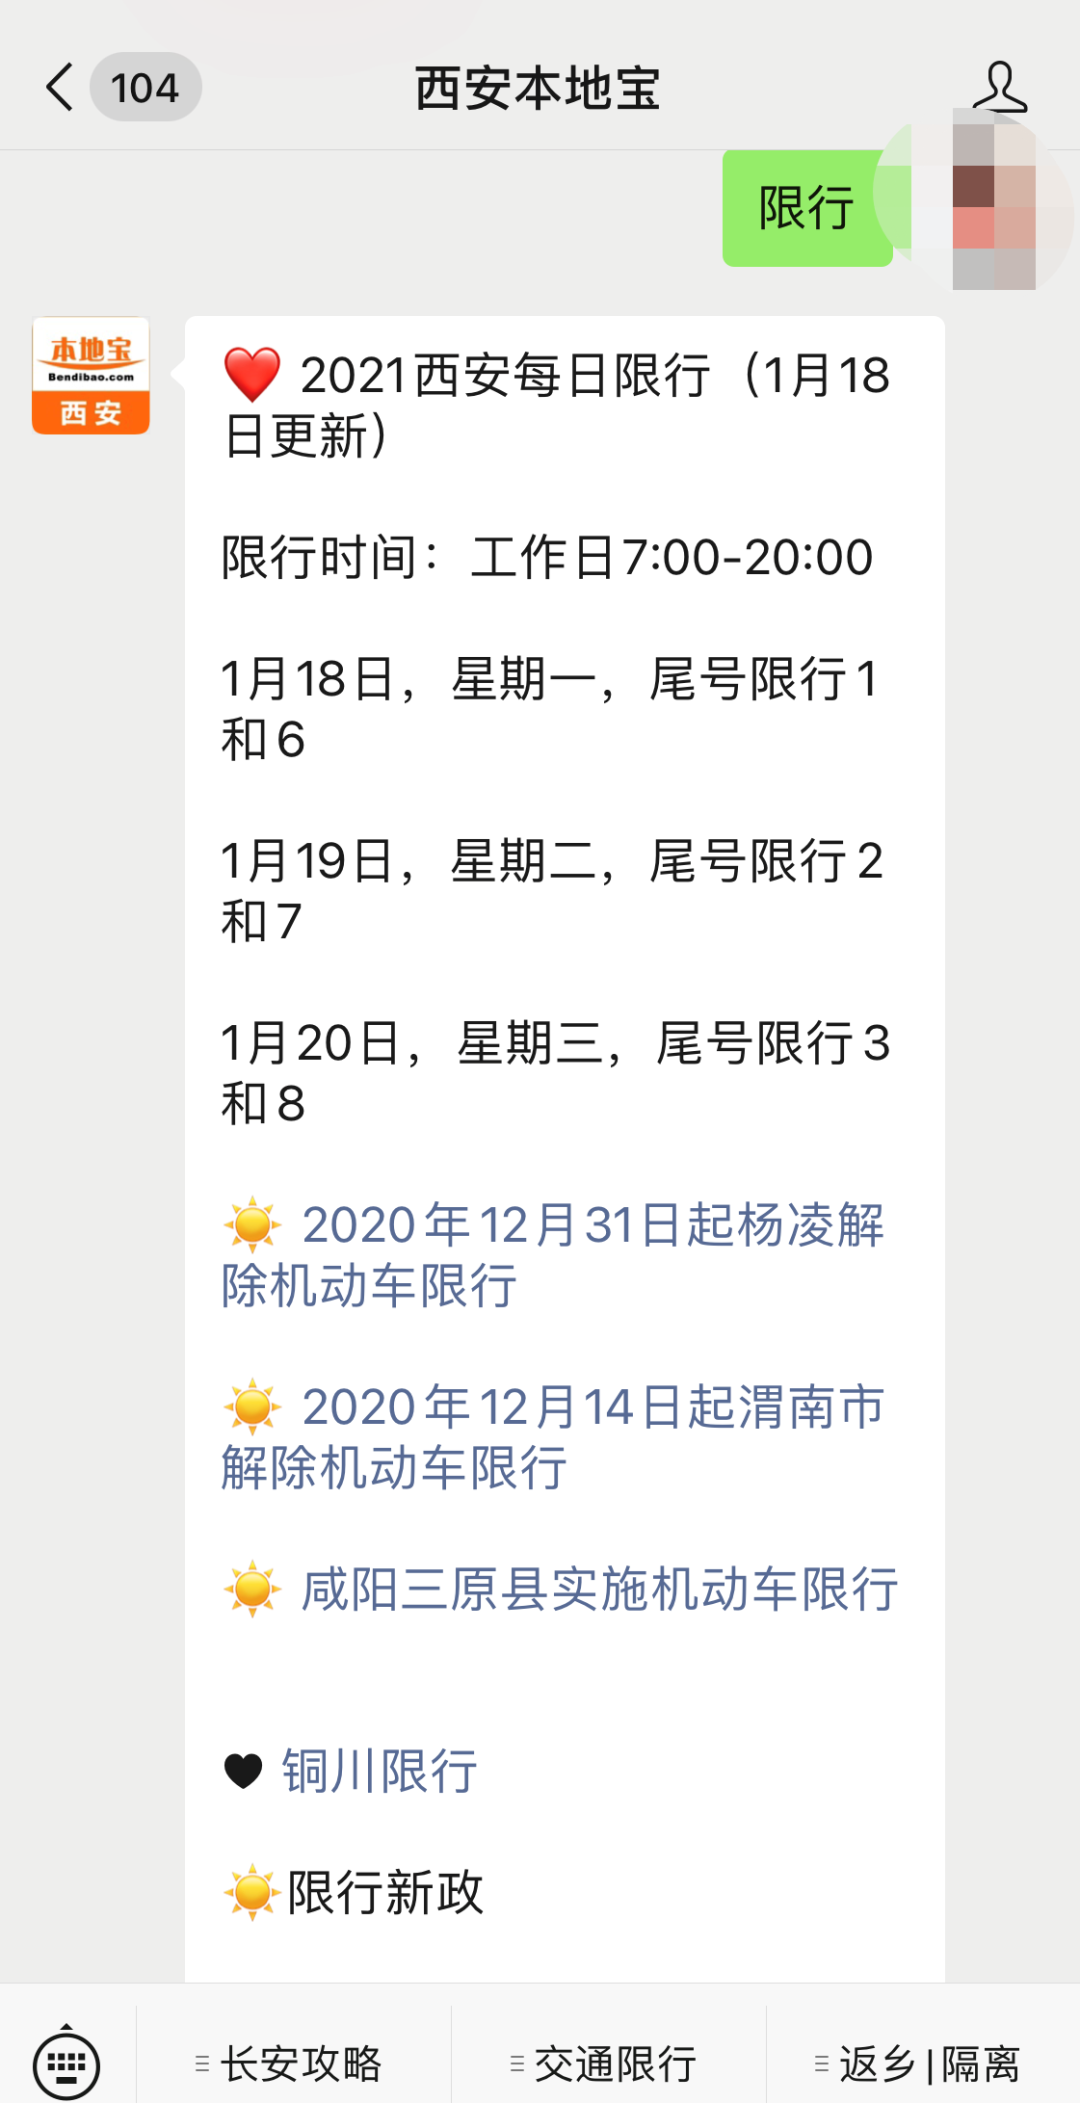 104
西安本地宝
限行
本地宝
Bendibao.com
西安
❤️ 2021西安每日限行（1月18
日更新）
限行时间：工作日7:00-20:00
1月18日，星期一，尾号限行1
和6
1月19日，星期二，尾号限行2
和7
1月20日，星期三，尾号限行3
和8
☀️ 2020年12月31日起杨凌解
除机动车限行
☀️ 2020年12月14日起渭南市
解除机动车限行
☀️ 咸阳三原县实施机动车限行
♥ 铜川限行
☀️限行新政
长安攻略
交通限行
返乡|隔离